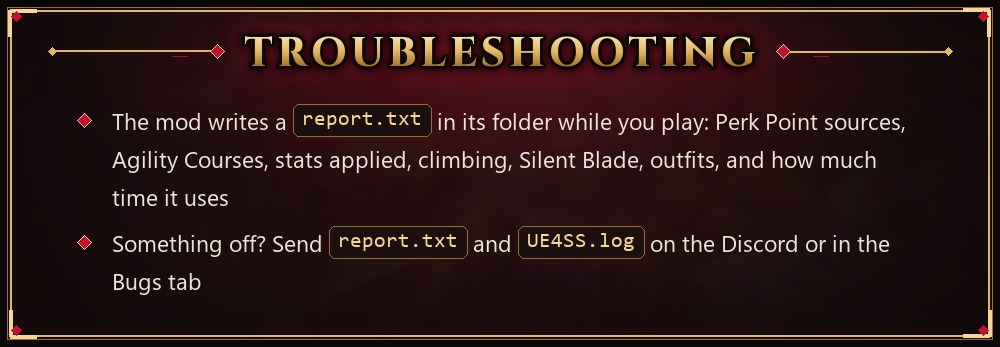 TROUBLESHOOTING
The mod writes a report.txt in its folder while you play: Perk Point sources,
Agility Courses, stats applied, climbing, Silent Blade, outfits, and how much
time it uses
Something off? Send report.txt and UE4SS.log on the Discord or in the
Bugs tab